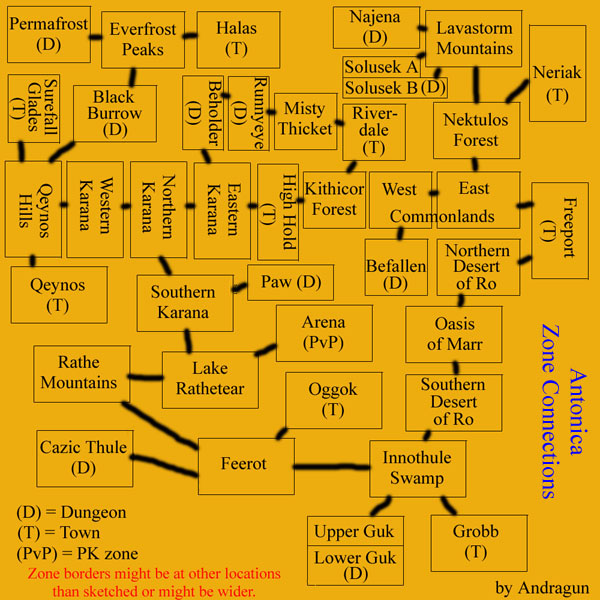 Permafrost
(D)
Everfrost
Peaks
Halas
(T)
Najena
(D)
Lavastorm
Mountains
Solusek A
Solusek B (D)
Neriak
(T)
Surefall
Glades
(T)
Black
Burrow
(D)
Beholder
(D)
Runnyeye
(D)
Misty
Thicket
River-
dale
(T)
Nektulos
Forest
Qeynos
Hills
Western
Karana
Northern
Karana
Eastern
Karana
High Hold
(T)
Kithicor
Forest
West
East
Commonlands
Freeport
(T)
Qeynos
(T)
Southern
Karana
Paw (D)
Befallen
(D)
Northern
Desert
of Ro
Arena
(PvP)
Oasis
of Marr
Rathe
Mountains
Lake
Rathetear
Oggok
(T)
Southern
Desert
of Ro
Antonica
Zone Connections
Cazic Thule
(D)
Feerot
Innothule
Swamp
Upper Guk
Lower Guk
(D)
Grobb
(T)
(D) = Dungeon
(T) = Town
(PvP) = PK zone
Zone borders might be at other locations
than sketched or might be wider.
by Andragun